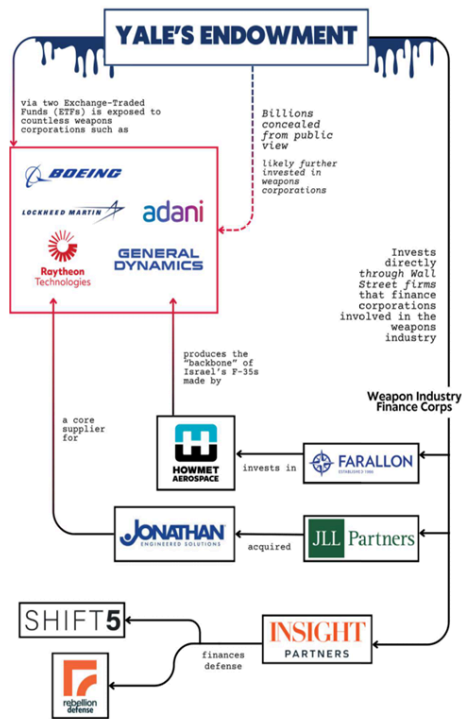 YALE'S ENDOWMENT
via two Exchange-Traded
Funds (ETFs) is exposed to
countless weapons
corporations such as
Billions
concealed
from public
view
likely further
invested in
weapons
corporations
BOEING
LOCKHEED MARTIN
adani
Raytheon
Technologies
GENERAL
DYNAMICS
Invests
directly
through Wall
Street firms
that finance
corporations
involved in the
weapons
industry
produces the
"backbone" of
Israel's F-35s
made by
Weapon Industry
Finance Corps
a core
supplier
for
HOWMET
AEROSPACE
invests in
FARALLON
ESTABLISHED 1986
JONATHAN
ENGINEERED SOLUTIONS
acquired
JLL Partners
SHIFT5
finances
defense
INSIGHT
PARTNERS
rebellion
defense